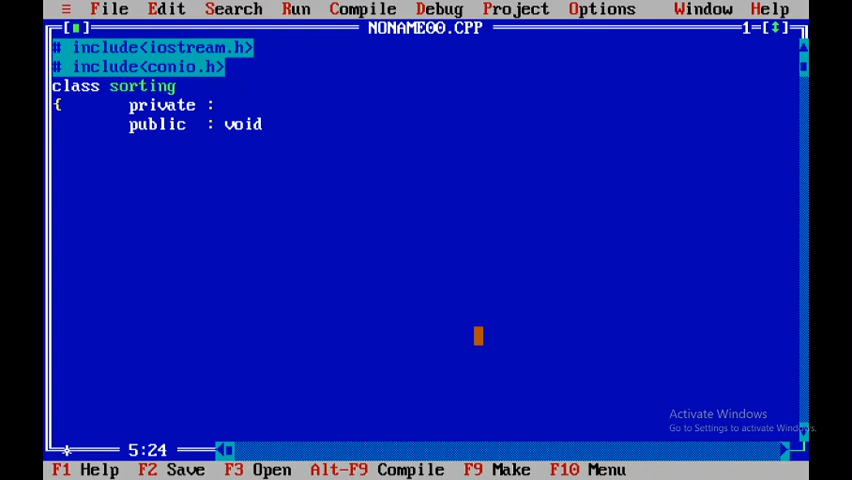 ≡ File Edit Search Run Compile Debug Project Options Window Help
[■] NONAME00.CPP 1=[↕]
# include<iostream.h>
# include<conio.h>
class sorting
{ private :
public : void
Activate Windows
Go to Settings to activate Windows.
5:24
F1 Help F2 Save F3 Open Alt-F9 Compile F9 Make F10 Menu